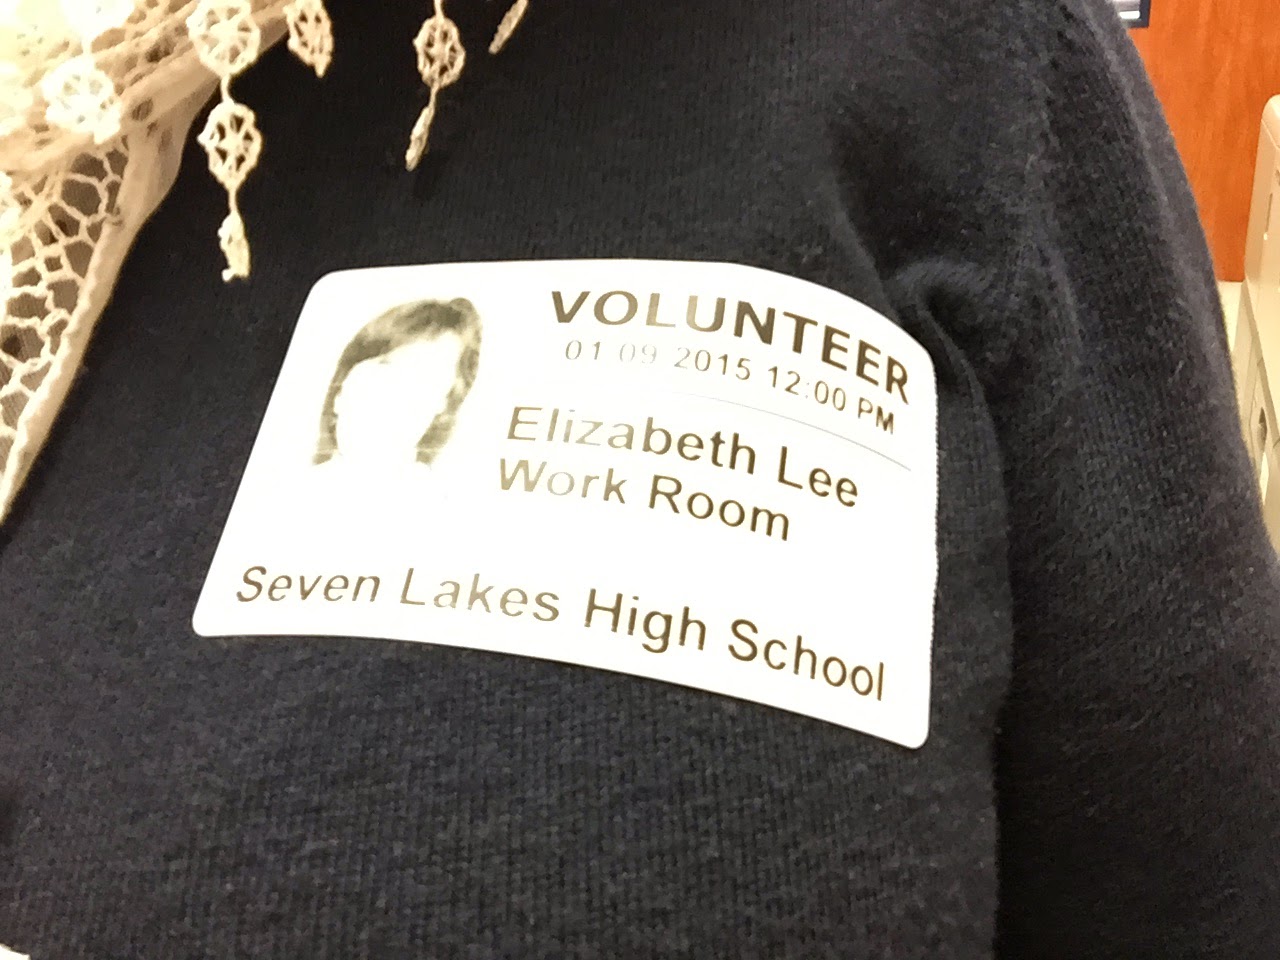 VOLUNTEER
01 09 2015 12:00 PM
Elizabeth Lee
Work Room
Seven Lakes High School